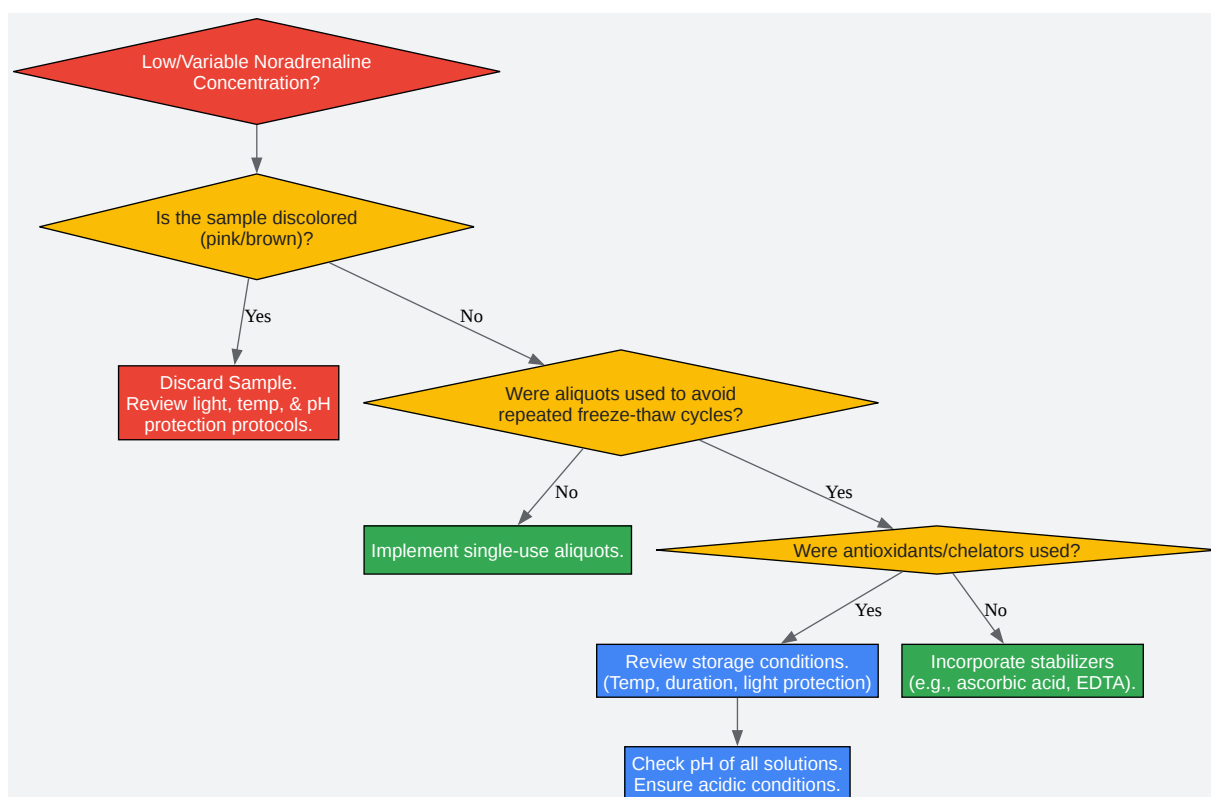 Low/Variable Noradrenaline
Concentration?
Is the sample discolored
(pink/brown)?
Yes
No
Discard Sample.
Review light, temp, & pH
protection protocols.
Were aliquots used to avoid
repeated freeze-thaw cycles?
No
Yes
Implement single-use aliquots.
Were antioxidants/chelators used?
Yes
No
Review storage conditions.
(Temp, duration, light protection)
Incorporate stabilizers
(e.g., ascorbic acid, EDTA).
Check pH of all solutions.
Ensure acidic conditions.